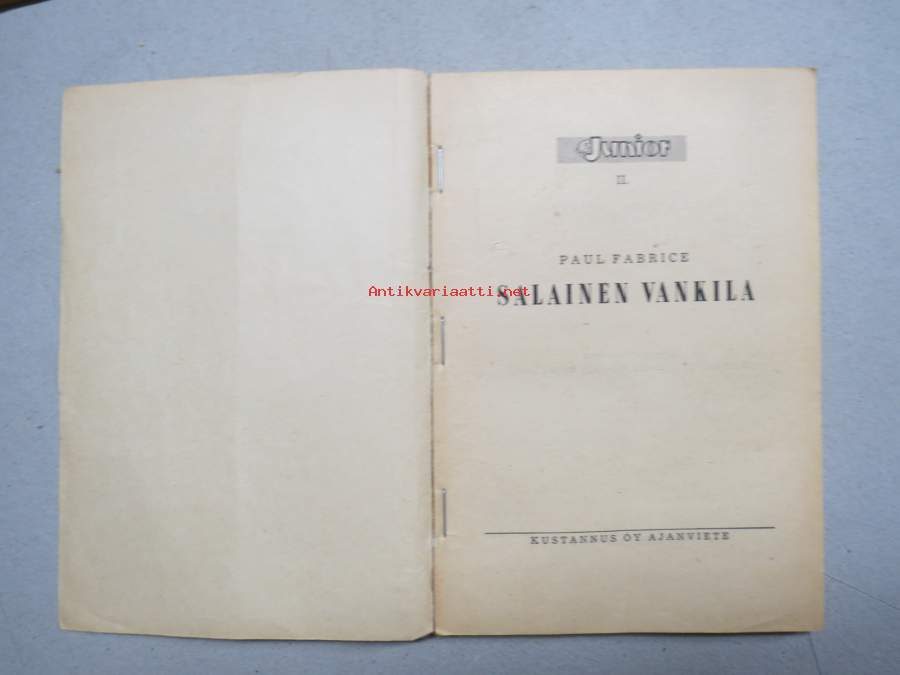 Junior
II.
PAUL FABRICE
Antikvariaatti.net
SALAINEN VANKILA
KUSTANNUS OY AJANVIETE